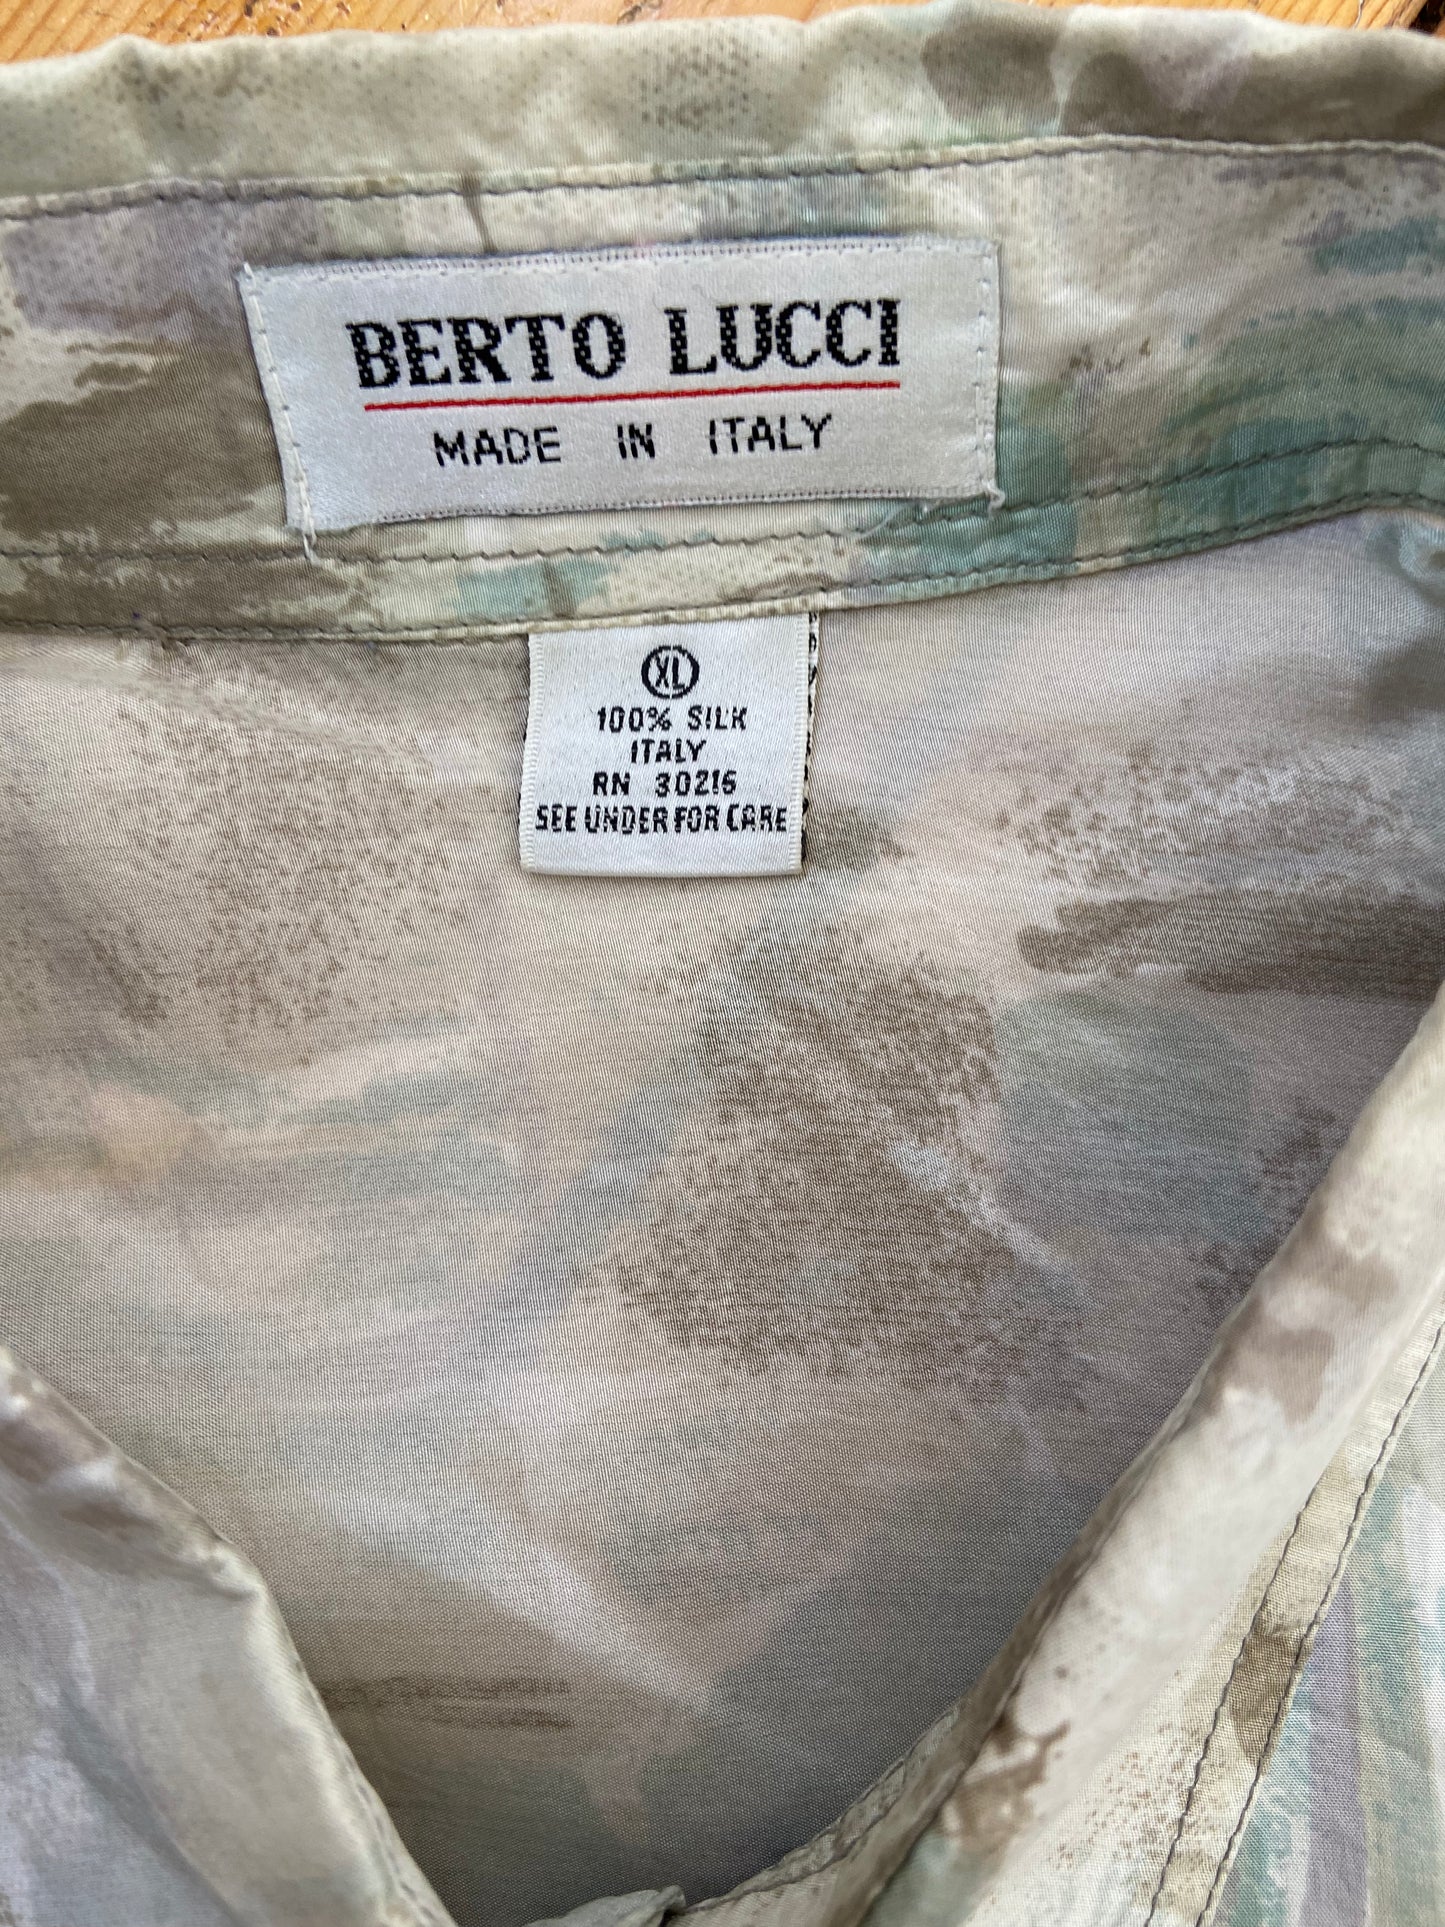 BERTO LUCCI
MADE IN ITALY
XL
100% SILK
ITALY
RN 30216
SEE UNDER FOR CARE